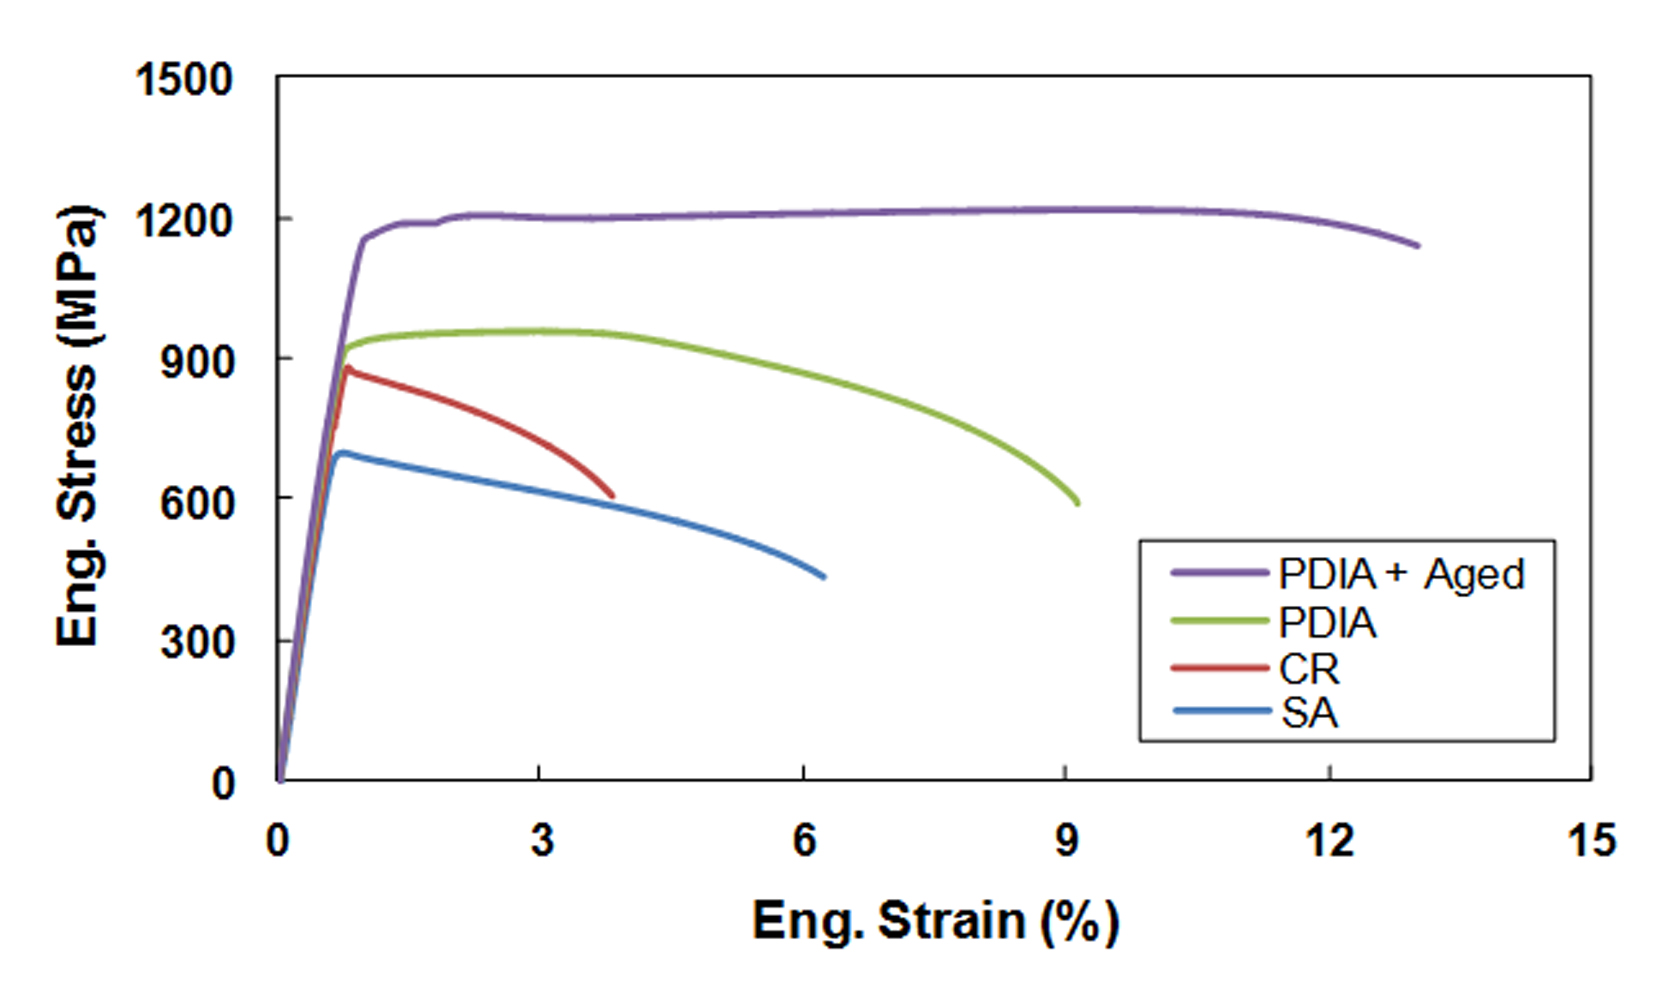 1500
1200
900
600
300
0
Eng. Stress (MPa)
0 3 6 9 12 15
Eng. Strain (%)
PDIA + Aged
PDIA
CR
SA